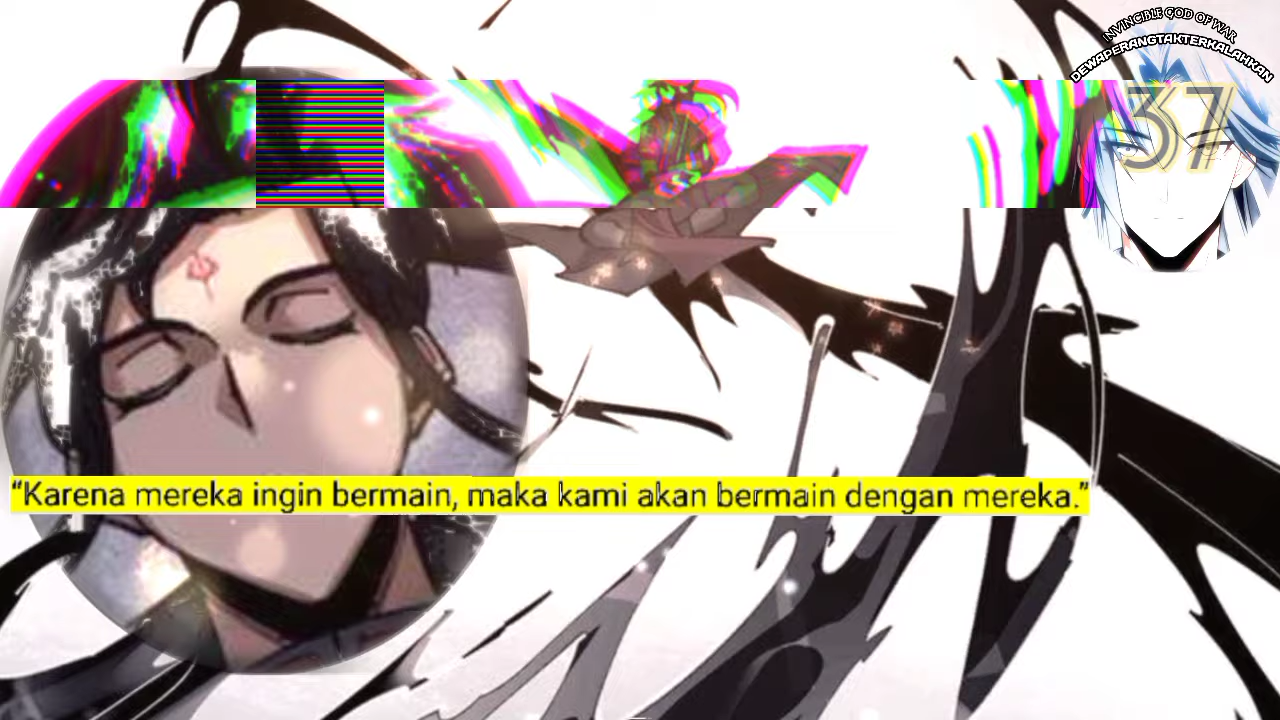 INVINCIBLE GOD OF WAR
DEWAPERANGTAKTERKALAHKAN
37
“Karena mereka ingin bermain, maka kami akan bermain dengan mereka.”